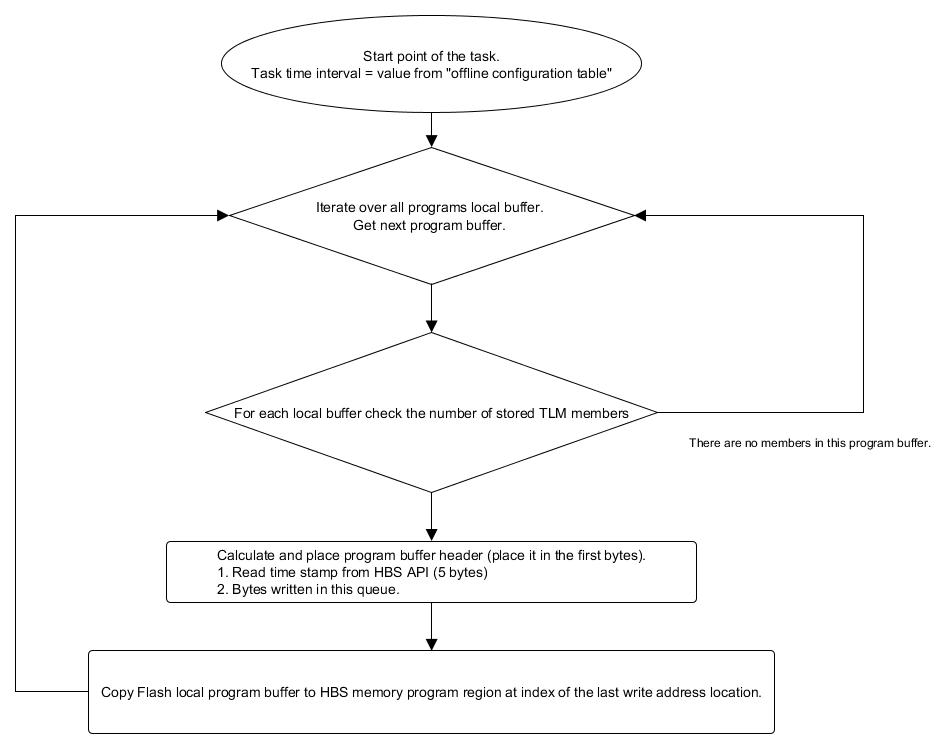 Start point of the task.
Task time interval = value from "offline configuration table"
Iterate over all programs local buffer.
Get next program buffer.
For each local buffer check the number of stored TLM members
There are no members in this program buffer.
Calculate and place program buffer header (place it in the first bytes).
1. Read time stamp from HBS API (5 bytes)
2. Bytes written in this queue.
Copy Flash local program buffer to HBS memory program region at index of the last write address location.